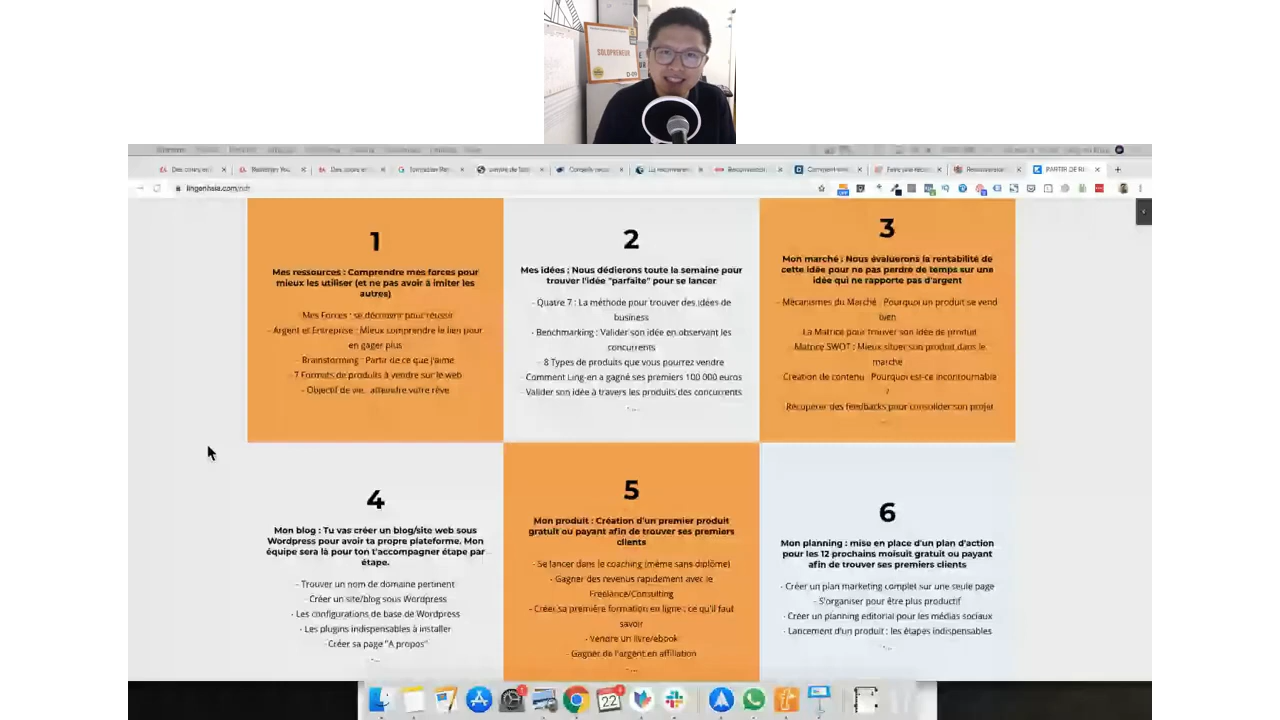 SOLOPRENEUR
lingenhsia.com/rdr
PARTIR DE RI
1
Mes ressources : Comprendre mes forces pour
mieux les utiliser (et ne pas avoir à imiter les
autres)
Mes Forces : se découvrir pour réussir
- Argent et Entreprise : Mieux comprendre le lien pour
en gager plus
- Brainstorming : Partir de ce que j'aime
- 7 Formats de produits à vendre sur le web
- Objectif de vie : atteindre votre rêve
2
Mes idées : Nous dédierons toute la semaine pour
trouver l'idée "parfaite" pour se lancer
- Quatre 7 : La méthode pour trouver des idées de
business
- Benchmarking : Valider son idée en observant les
concurrents
- 8 Types de produits que vous pourrez vendre
- Comment Ling-en a gagné ses premiers 100 000 euros
- Valider son idée à travers les produits des concurrents
- ...
3
Mon marché : Nous évaluerons la rentabilité de
cette idée pour ne pas perdre de temps sur une
idée qui ne rapporte pas d'argent
- Mécanismes du Marché : Pourquoi un produit se vend
bien
La Matrice pour trouver son idée de produit
Matrice SWOT : Mieux situer son produit dans le
marché
- Création de contenu : Pourquoi est-ce incontournable
?
- Récupérer des feedbacks pour consolider son projet
...
4
Mon blog : Tu vas créer un blog/site web sous
Wordpress pour avoir ta propre plateforme. Mon
équipe sera là pour ton t'accompagner étape par
étape.
- Trouver un nom de domaine pertinent
- Créer un site/blog sous Wordpress
- Les configurations de base de Wordpress
- Les plugins indispensables à installer
- Créer sa page "A propos"
- ...
5
Mon produit : Création d'un premier produit
gratuit ou payant afin de trouver ses premiers
clients
- Se lancer dans le coaching (même sans diplôme)
- Gagner des revenus rapidement avec le
Freelance/Consulting
- Créer sa première formation en ligne : ce qu'il faut
savoir
- Vendre un livre/ebook
- Gagner de l'argent en affiliation
- ...
6
Mon planning : mise en place d'un plan d'action
pour les 12 prochains moisuit gratuit ou payant
afin de trouver ses premiers clients
- Créer un plan marketing complet sur une seule page
- S'organiser pour être plus productif
- Créer un planning editorial pour les médias sociaux
- Lancement d'un produit : les étapes indispensables
- ...
22